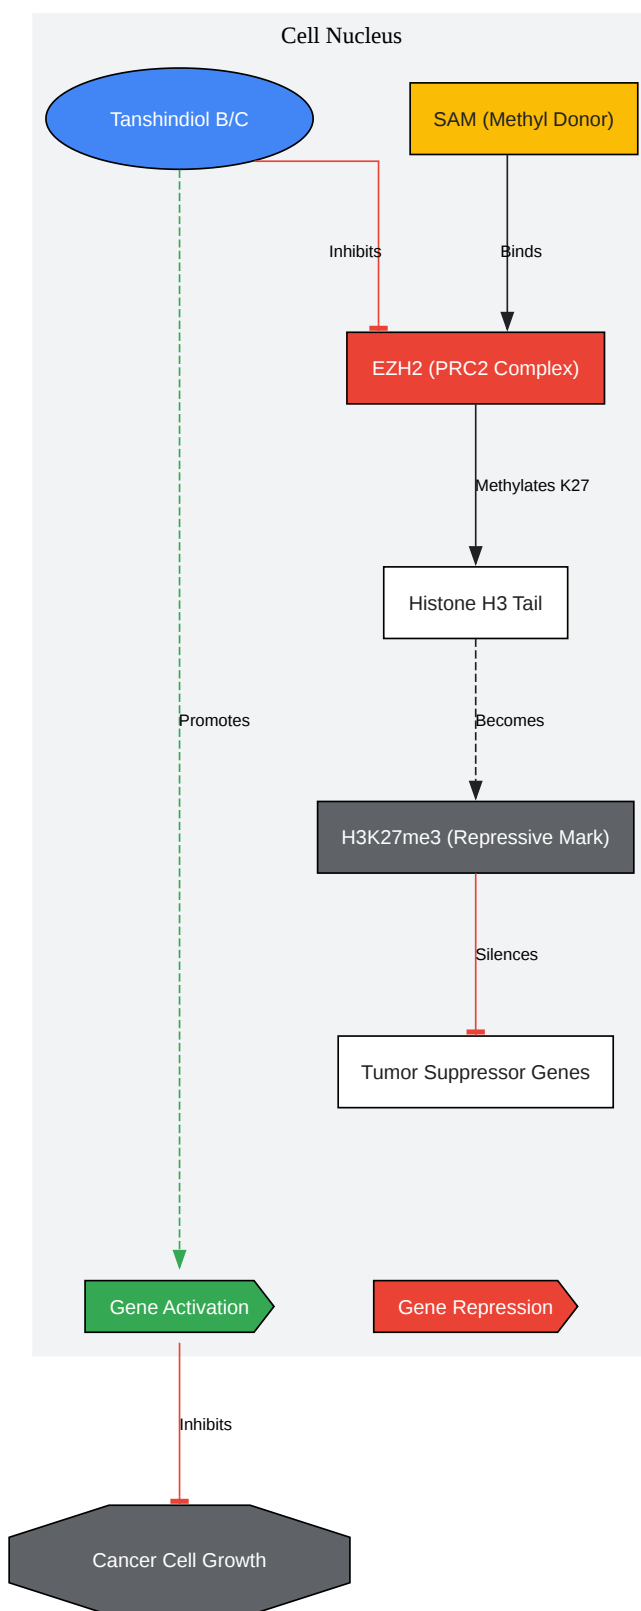 Cell Nucleus
Tanshindiol B/C
SAM (Methyl Donor)
Inhibits
Binds
EZH2 (PRC2 Complex)
Methylates K27
Histone H3 Tail
Promotes
Becomes
H3K27me3 (Repressive Mark)
Silences
Tumor Suppressor Genes
Gene Activation
Gene Repression
Inhibits
Cancer Cell Growth